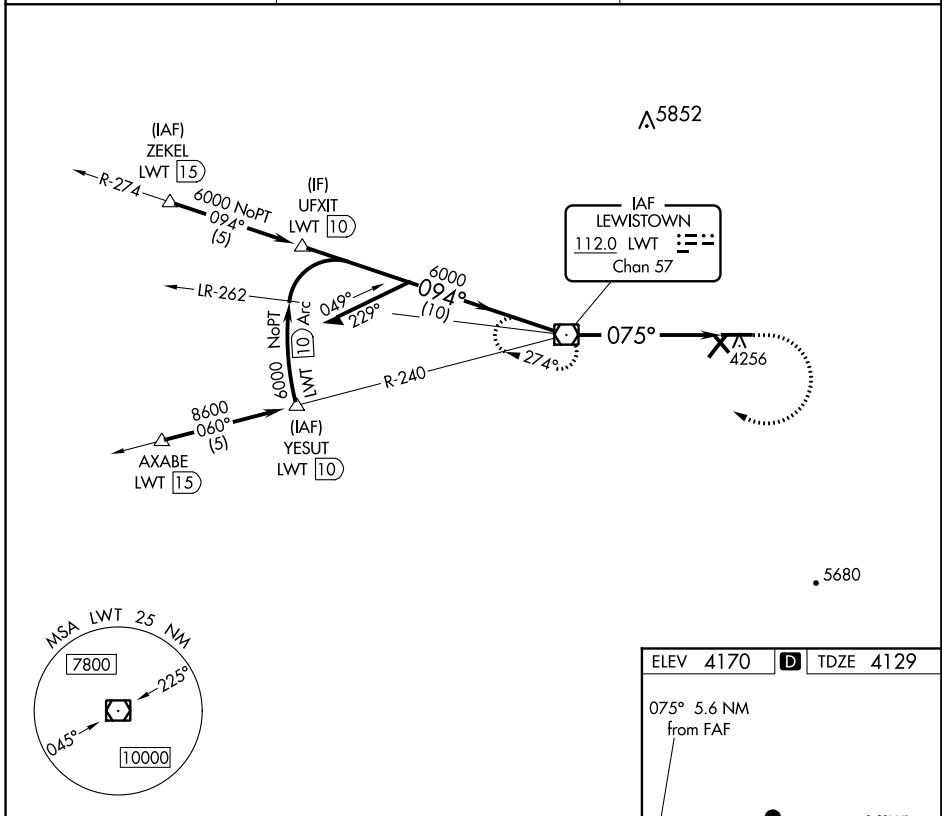 5852
(IAF)
ZEKEL
LWT 15
R-274
6000 NoPT
094°
(5)
(IF)
UFXIT
LWT 10
IAF
LEWISTOWN
112.0 LWT
Chan 57
6000
094°
(10)
LR-262
049°
229°
6000 NoPT
LWT 10 Arc
274°
075°
4256
R-240
8600
060°
(5)
(IAF)
YESUT
LWT 10
AXABE
LWT 15
5680
MSA LWT 25 NM
7800
225°
045°
10000
ELEV 4170 D TDZE 4129
075° 5.6 NM
from FAF